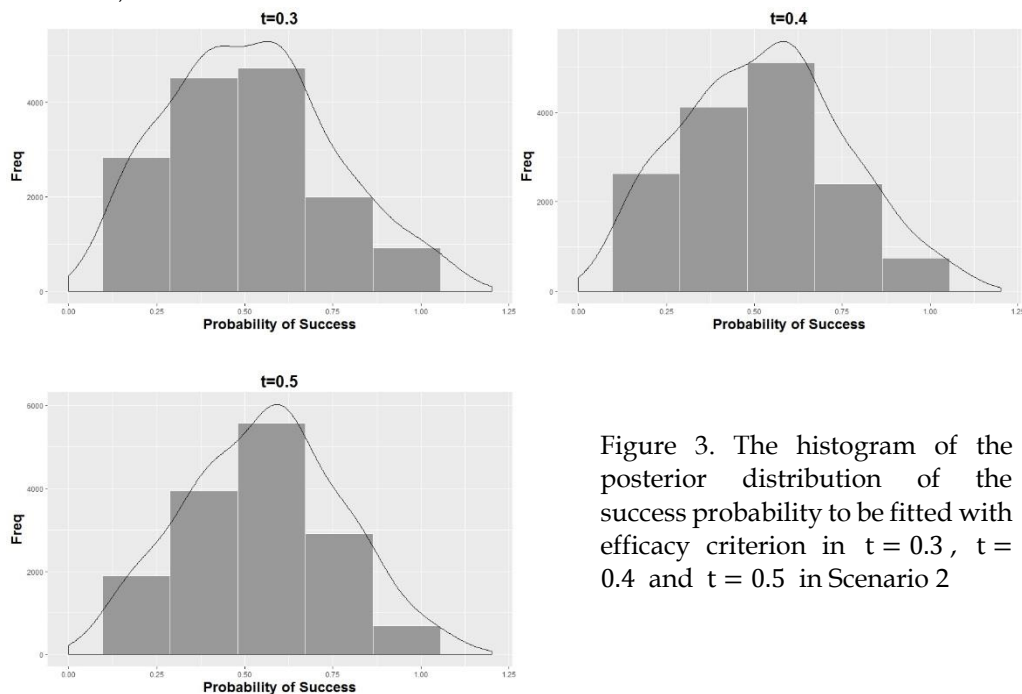 t=0.3
Freq
4000
2000
0
0.00 0.25 0.50 0.75 1.00 1.25
Probability of Success
t=0.4
Freq
4000
2000
0
0.00 0.25 0.50 0.75 1.00 1.25
Probability of Success
t=0.5
Freq
6000
4000
2000
0
0.00 0.25 0.50 0.75 1.00 1.25
Probability of Success
Figure 3. The histogram of the
posterior distribution of the
success probability to be fitted with
efficacy criterion in t = 0.3 , t =
0.4 and t = 0.5 in Scenario 2